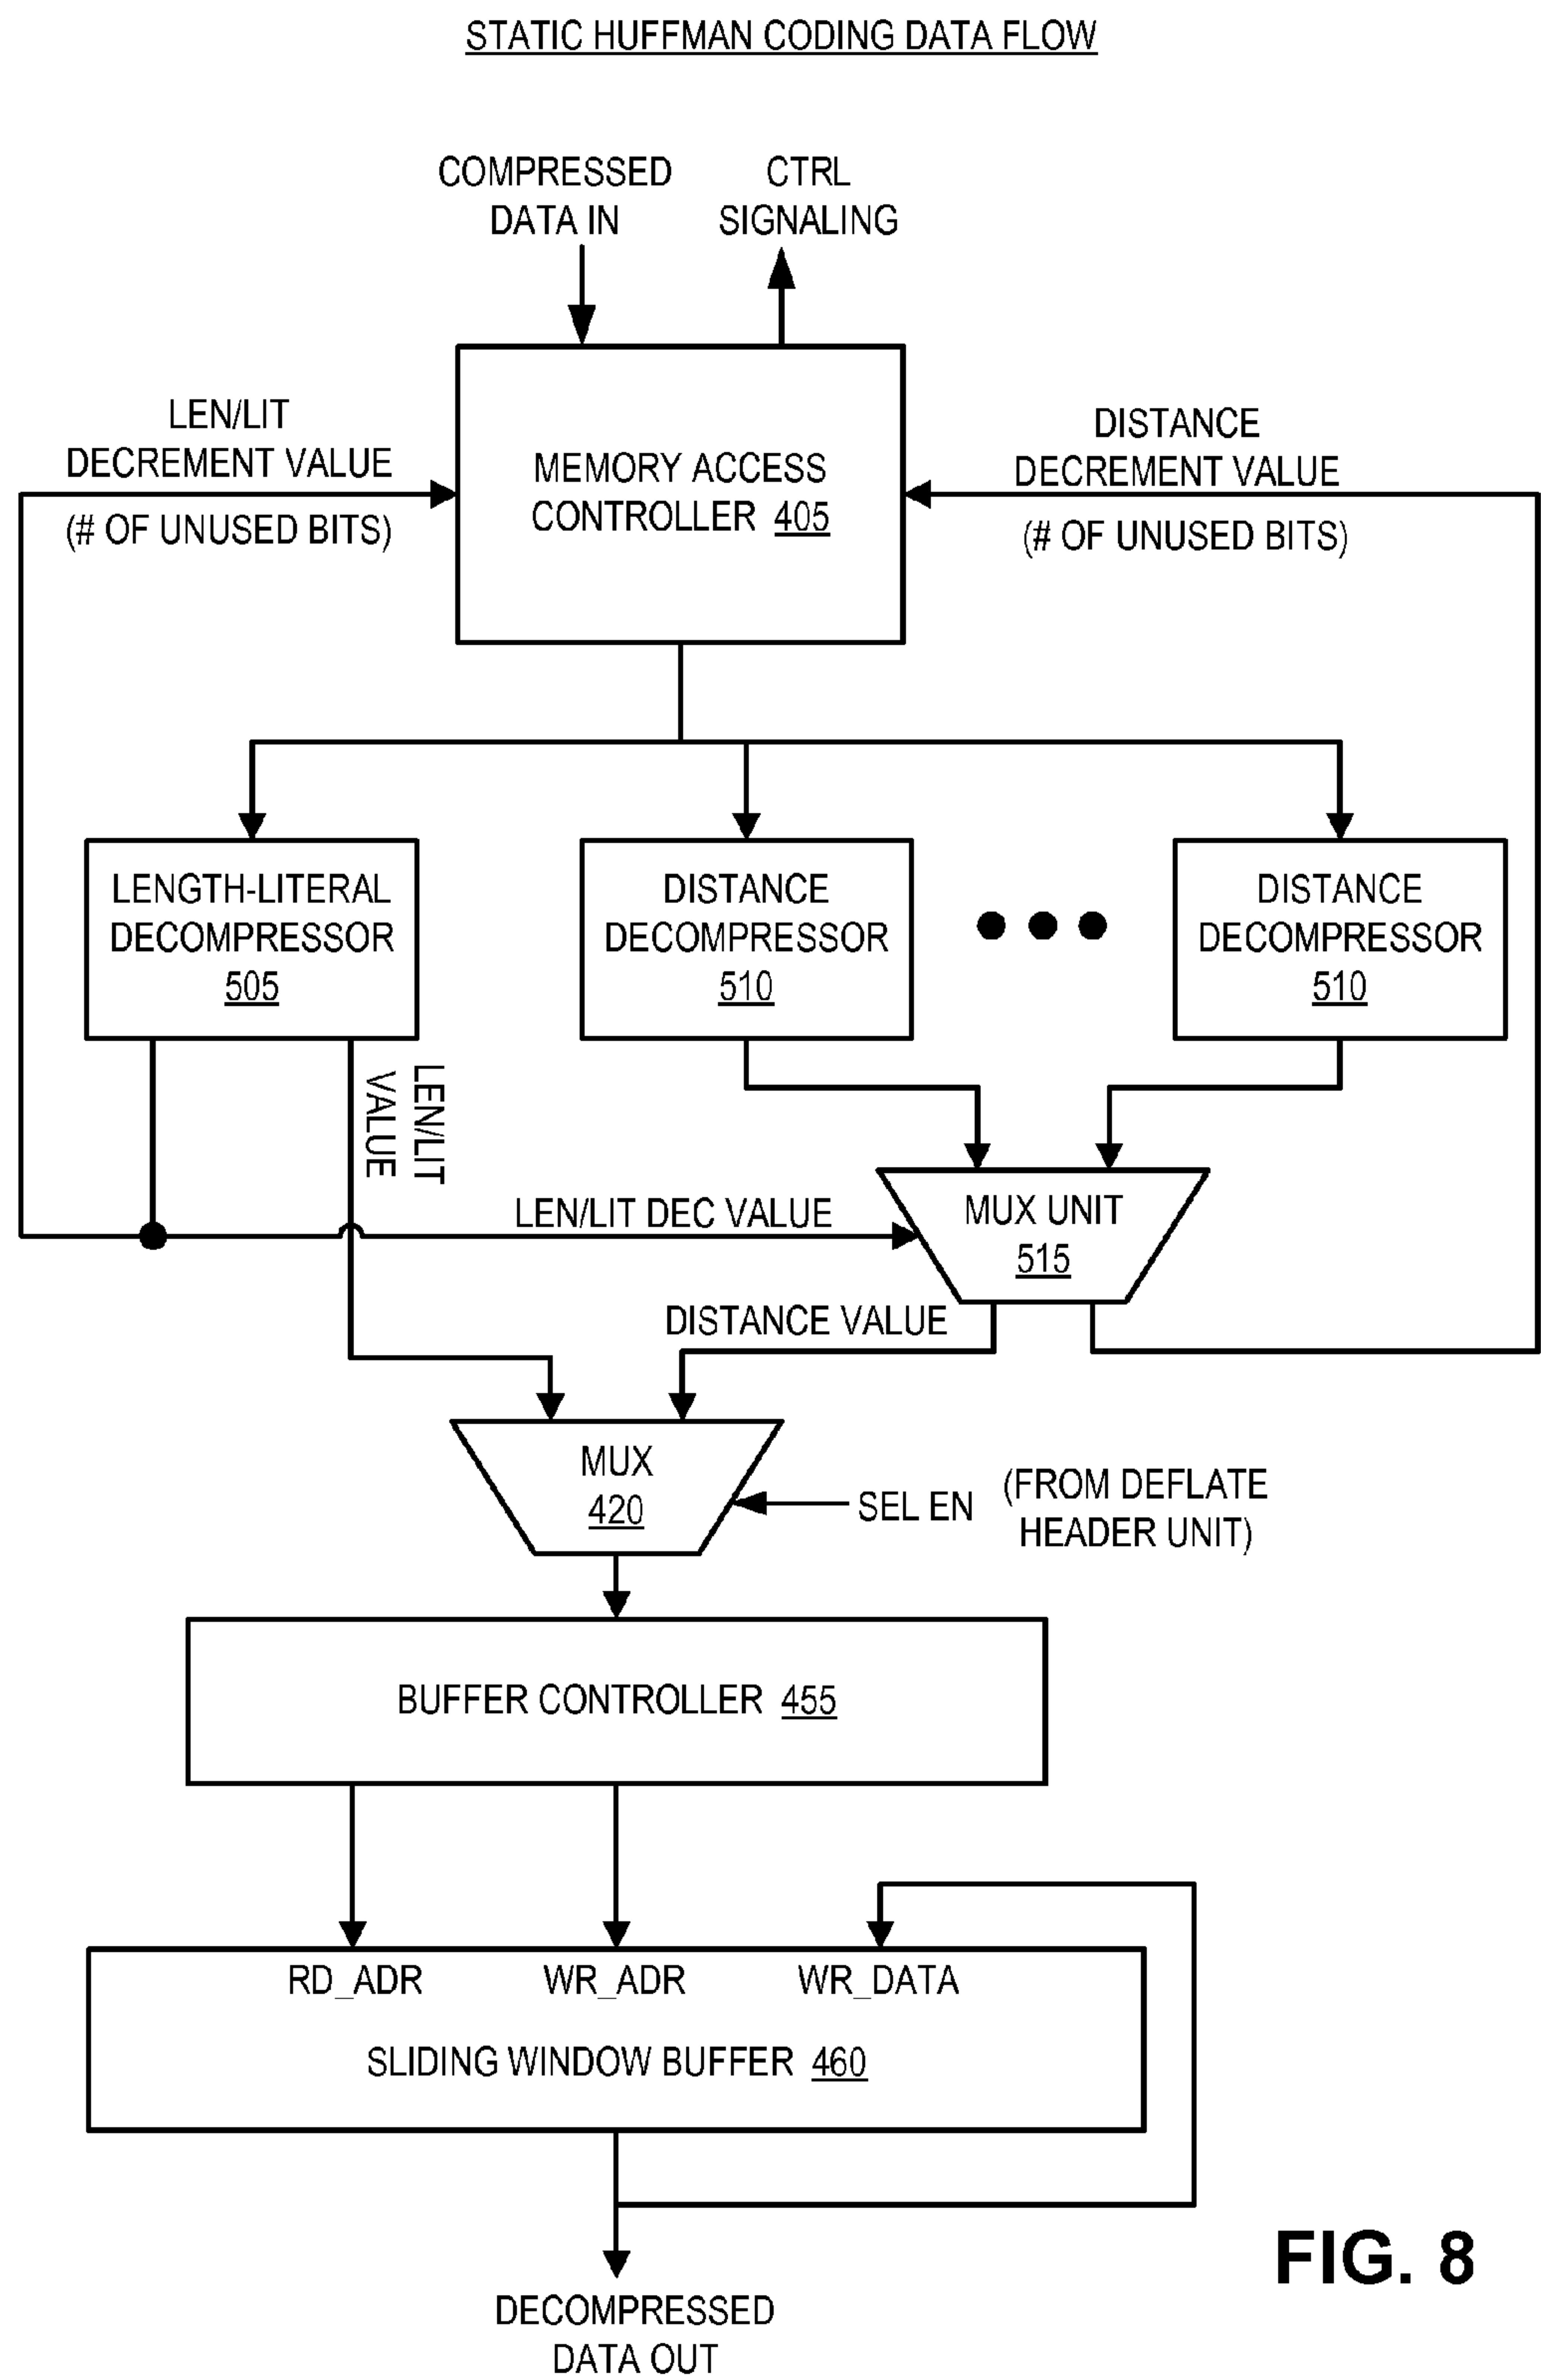 STATIC HUFFMAN CODING DATA FLOW
COMPRESSED
DATA IN
CTRL
SIGNALING
LEN/LIT
DECREMENT VALUE
(# OF UNUSED BITS)
MEMORY ACCESS
CONTROLLER 405
DISTANCE
DECREMENT VALUE
(# OF UNUSED BITS)
LENGTH-LITERAL
DECOMPRESSOR
505
DISTANCE
DECOMPRESSOR
510
DISTANCE
DECOMPRESSOR
510
LEN/LIT
VALUE
LEN/LIT DEC VALUE
MUX UNIT
515
DISTANCE VALUE
MUX
420
SEL EN
(FROM DEFLATE
HEADER UNIT)
BUFFER CONTROLLER 455
RD_ADR
WR_ADR
WR_DATA
SLIDING WINDOW BUFFER 460
DECOMPRESSED
DATA OUT
FIG. 8